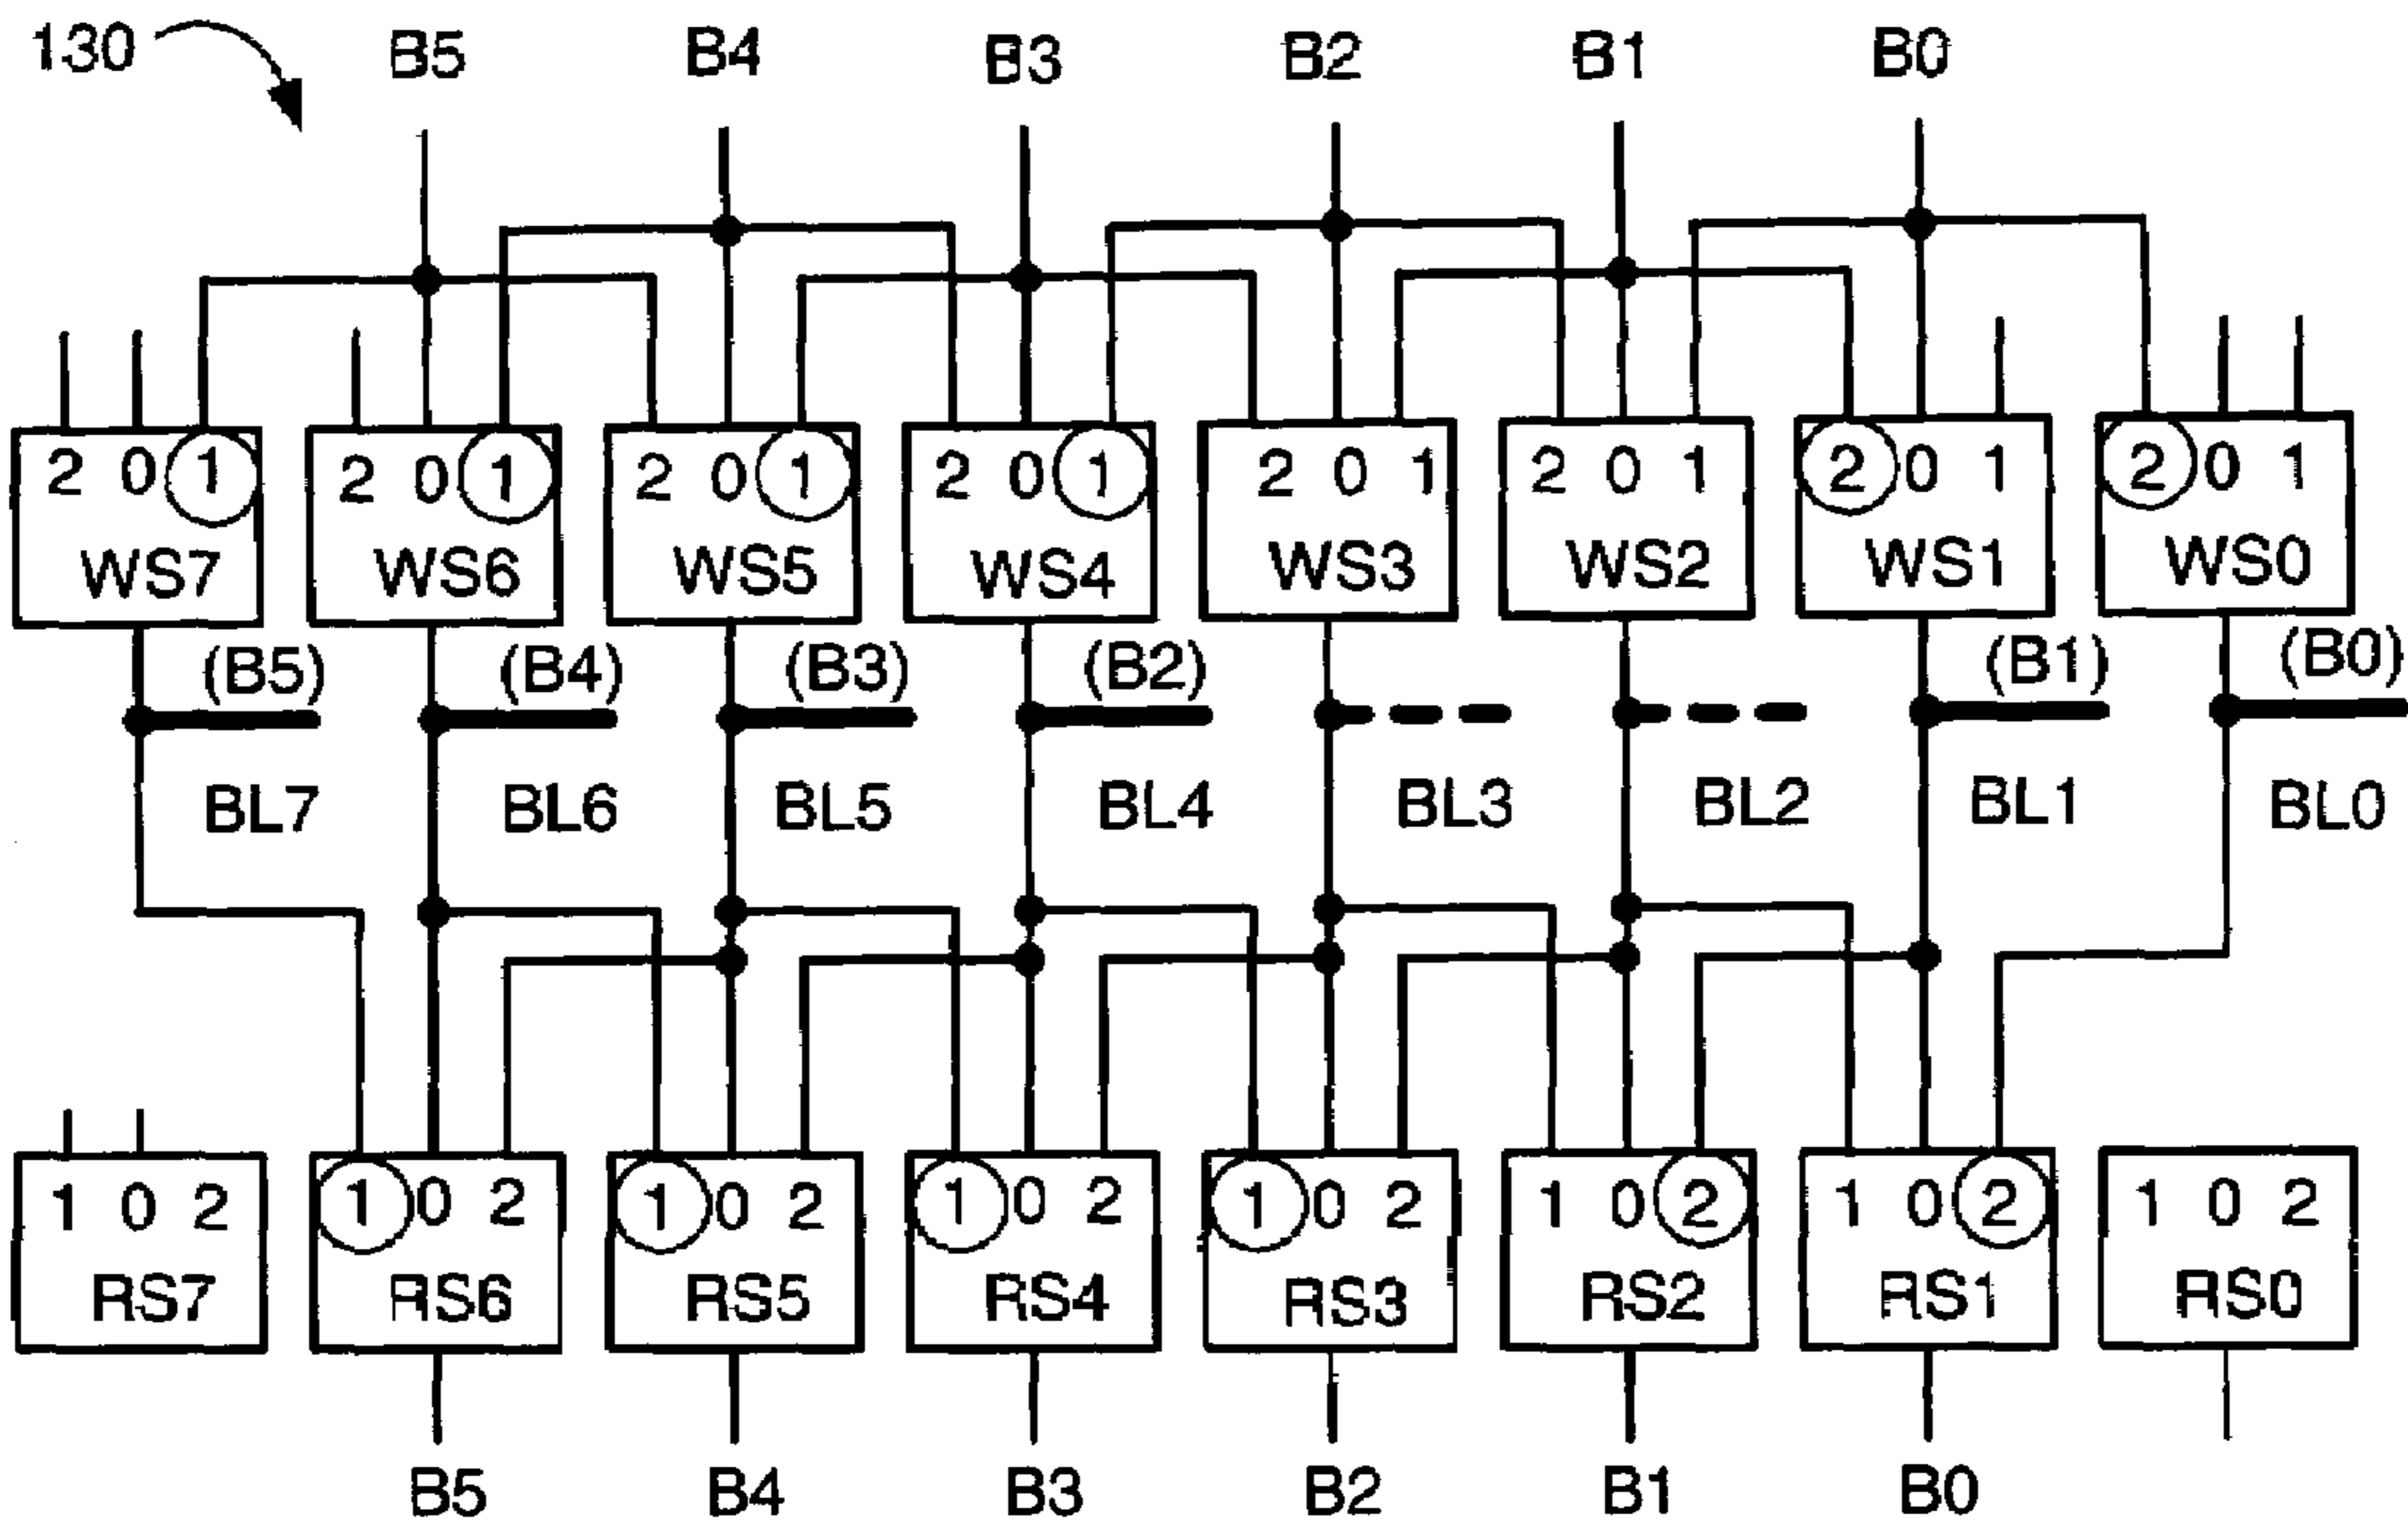 130 B5 B4 B3 B2 B1 B0
2 0 1 2 0 1 2 0 1 2 0 1 2 0 1 2 0 1 2 0 1 2 0 1
WS7 WS6 WS5 WS4 WS3 WS2 WS1 WS0
(B5) (B4) (B3) (B2) (B1) (B0)
BL7 BL6 BL5 BL4 BL3 BL2 BL1 BL0
1 0 2 1 0 2 1 0 2 1 0 2 1 0 2 1 0 2 1 0 2 1 0 2
RS7 RS6 RS5 RS4 RS3 RS2 RS1 RS0
B5 B4 B3 B2 B1 B0